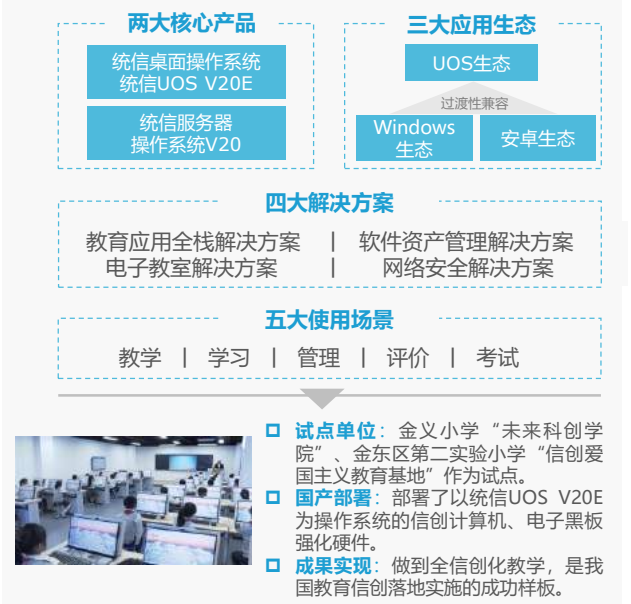 两大核心产品
统信桌面操作系统
统信UOS V20E
统信服务器
操作系统V20
三大应用生态
UOS生态
过渡性兼容
Windows
生态
安卓生态
四大解决方案
教育应用全栈解决方案 | 软件资产管理解决方案
电子教室解决方案 | 网络安全解决方案
五大使用场景
教学 | 学习 | 管理 | 评价 | 考试
试点单位：金义小学“未来科创学
院”、金东区第二实验小学“信创爱
国主义教育基地”作为试点。
国产部署：部署了以统信UOS V20E
为操作系统的信创计算机、电子黑板
强化硬件。
成果实现：做到全信创化教学，是我
国教育信创落地实施的成功样板。